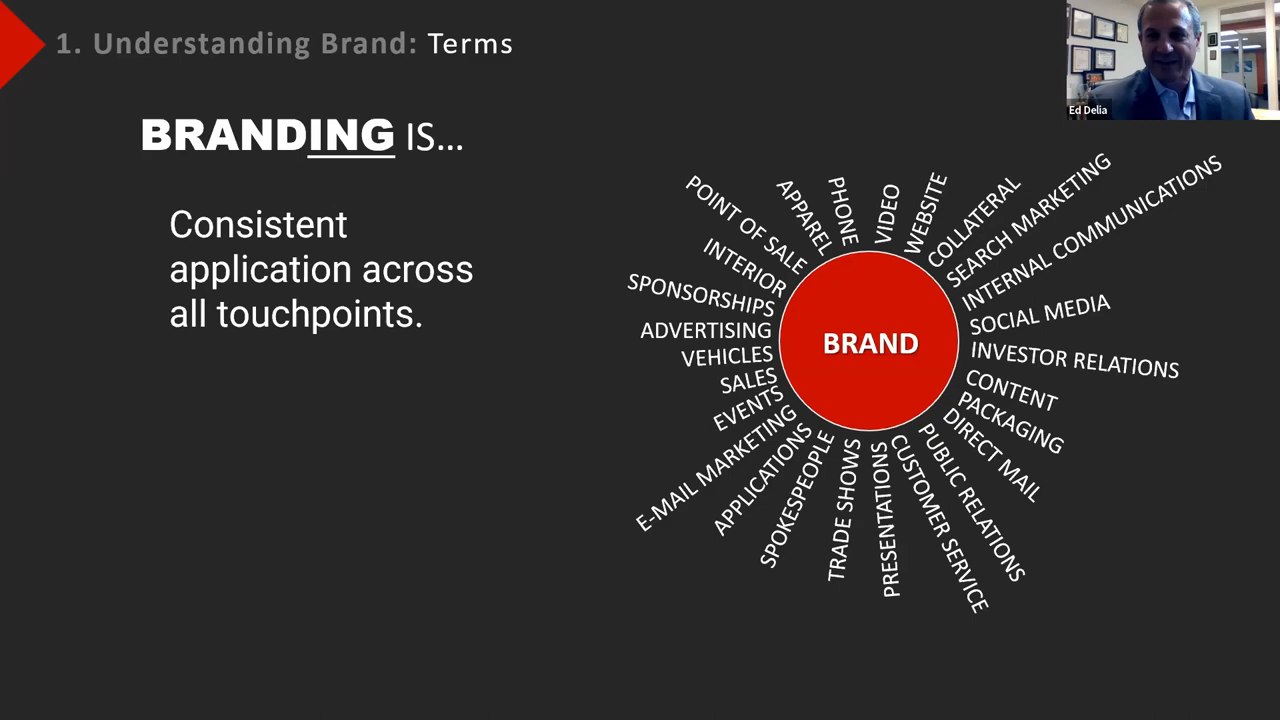 1. Understanding Brand: Terms
Ed Delia
BRANDING IS...
Consistent
application across
all touchpoints.
BRAND
PHONE
VIDEO
WEBSITE
COLLATERAL
SEARCH MARKETING
INTERNAL COMMUNICATIONS
SOCIAL MEDIA
INVESTOR RELATIONS
CONTENT
PACKAGING
DIRECT MAIL
PUBLIC RELATIONS
CUSTOMER SERVICE
PRESENTATIONS
TRADE SHOWS
SPOKESPEOPLE
APPLICATIONS
E-MAIL MARKETING
EVENTS
SALES
VEHICLES
ADVERTISING
SPONSORSHIPS
INTERIOR
POINT OF SALE
APPAREL